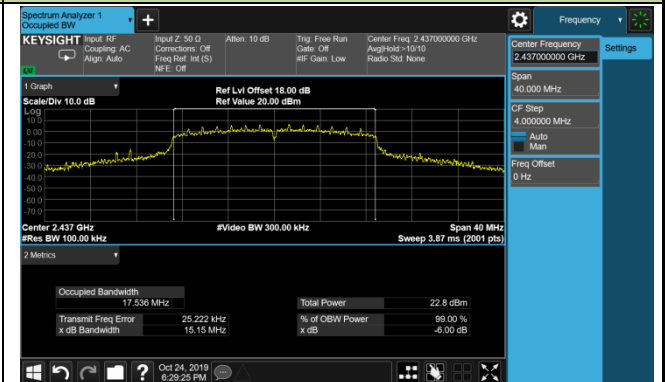 Spectrum Analyzer 1
Occupied BW
Frequency
KEYSIGHT
Input: RF
Coupling: AC
Align: Auto
Input Z: 50 Ω
Corrections: Off
Freq Ref: Int (S)
NFE: Off
Atten: 10 dB
Trig: Free Run
Gate: Off
#IF Gain: Low
Center Freq: 2.437000000 GHz
Avg|Hold:>10/10
Radio Std: None
LM
Center Frequency
2.437000000 GHz
Settings
Span
40.000 MHz
CF Step
4.000000 MHz
Auto
Man
Freq Offset
0 Hz
1 Graph
Scale/Div 10.0 dB
Ref Lvl Offset 18.00 dB
Ref Value 20.00 dBm
Log
10.0
0.00
-10.0
-20.0
-30.0
-40.0
-50.0
-60.0
-70.0
Center 2.437 GHz
#Res BW 100.00 kHz
#Video BW 300.00 kHz
Span 40 MHz
Sweep 3.87 ms (2001 pts)
2 Metrics
Occupied Bandwidth
17.536 MHz
Total Power 22.8 dBm
Transmit Freq Error 25.222 kHz
% of OBW Power 99.00 %
x dB Bandwidth 15.15 MHz
x dB -6.00 dB
Oct 24, 2019
6:29:25 PM